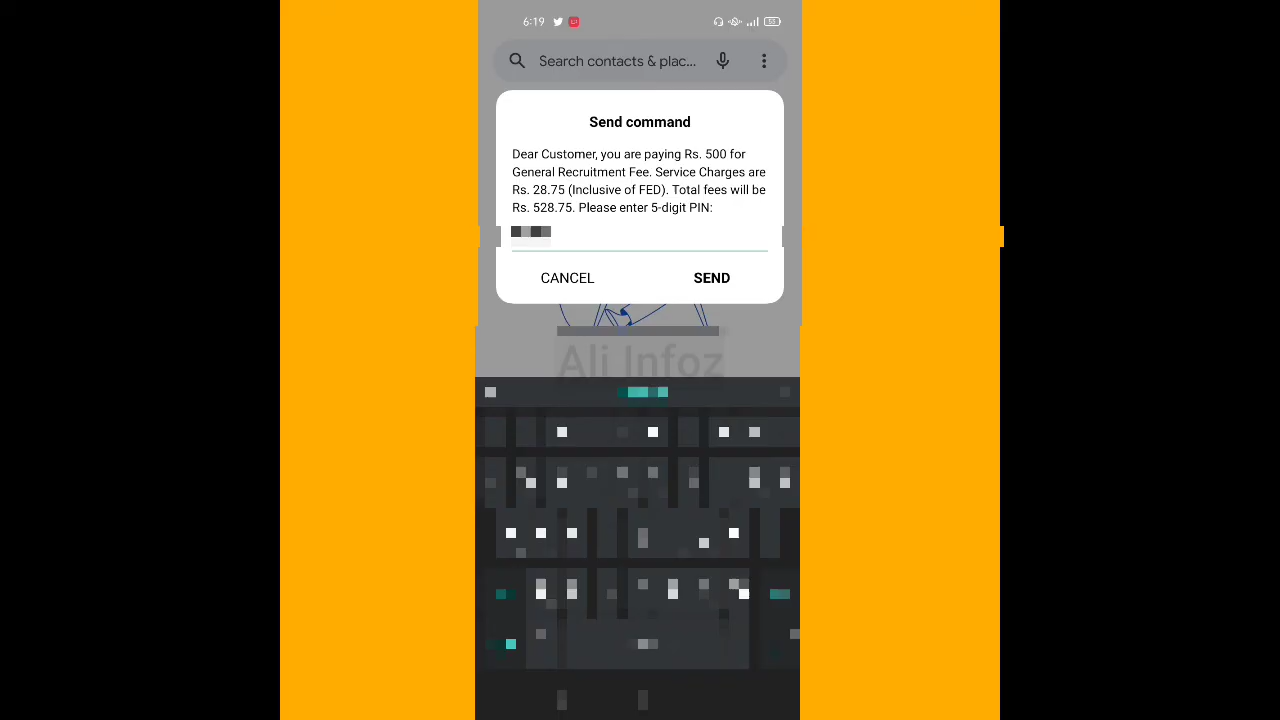 6:19
Search contacts & plac...
Send command
Dear Customer, you are paying Rs. 500 for
General Recruitment Fee. Service Charges are
Rs. 28.75 (Inclusive of FED). Total fees will be
Rs. 528.75. Please enter 5-digit PIN:
CANCEL
SEND
Ali Infoz